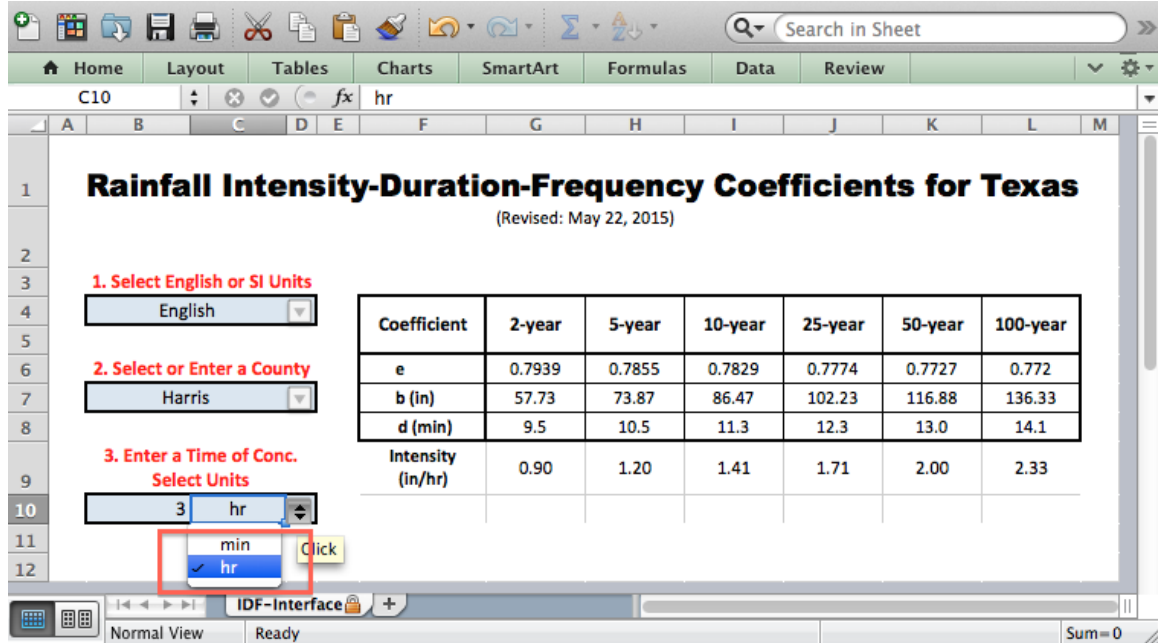 Search in Sheet
Home Layout Tables Charts SmartArt Formulas Data Review
C10 fx hr
A B C D E F G H I J K L M
1 Rainfall Intensity-Duration-Frequency Coefficients for Texas
(Revised: May 22, 2015)
2
3 1. Select English or SI Units
4 English
Coefficient 2-year 5-year 10-year 25-year 50-year 100-year
5
6 2. Select or Enter a County e 0.7939 0.7855 0.7829 0.7774 0.7727 0.772
7 Harris b (in) 57.73 73.87 86.47 102.23 116.88 136.33
8 d (min) 9.5 10.5 11.3 12.3 13.0 14.1
3. Enter a Time of Conc. Intensity
9 Select Units (in/hr) 0.90 1.20 1.41 1.71 2.00 2.33
10 3 hr
11 min Click
12 ✓ hr
IDF-Interface +
Normal View Ready Sum=0